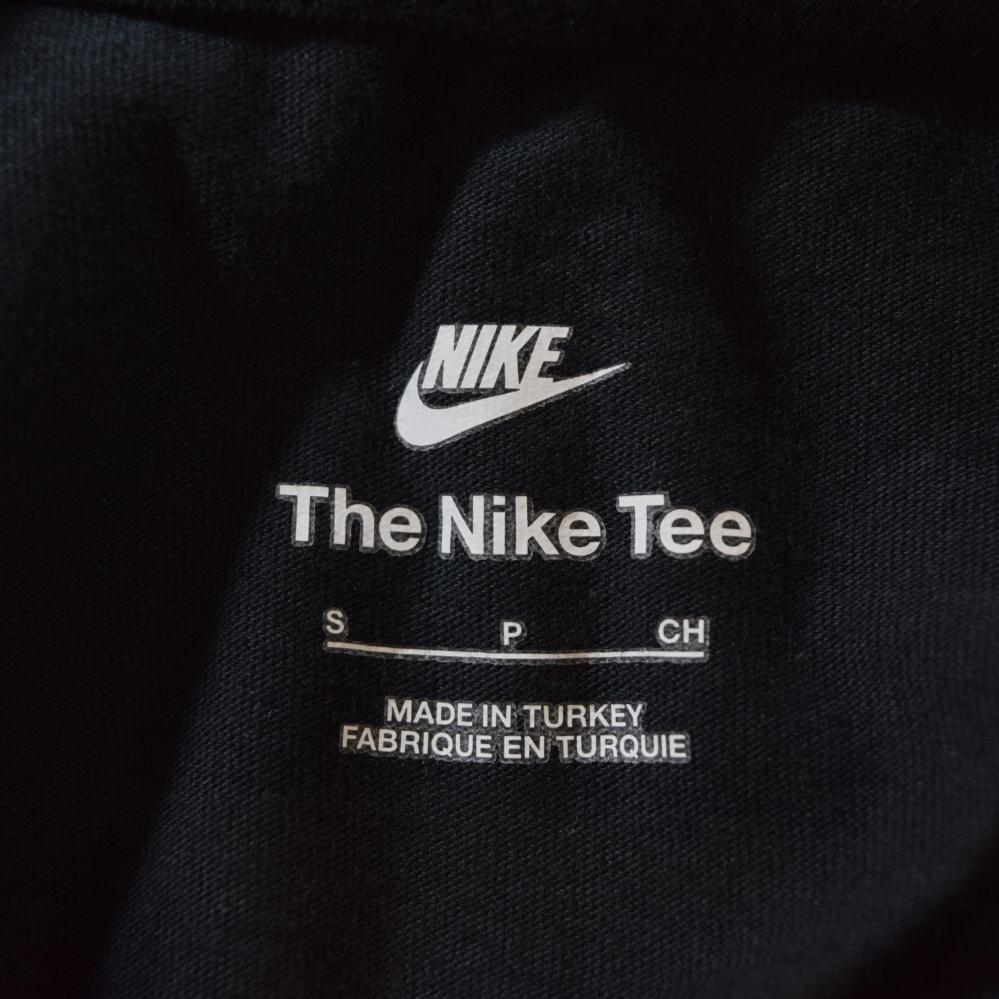 NIKE
The Nike Tee
S P CH
MADE IN TURKEY
FABRIQUE EN TURQUIE